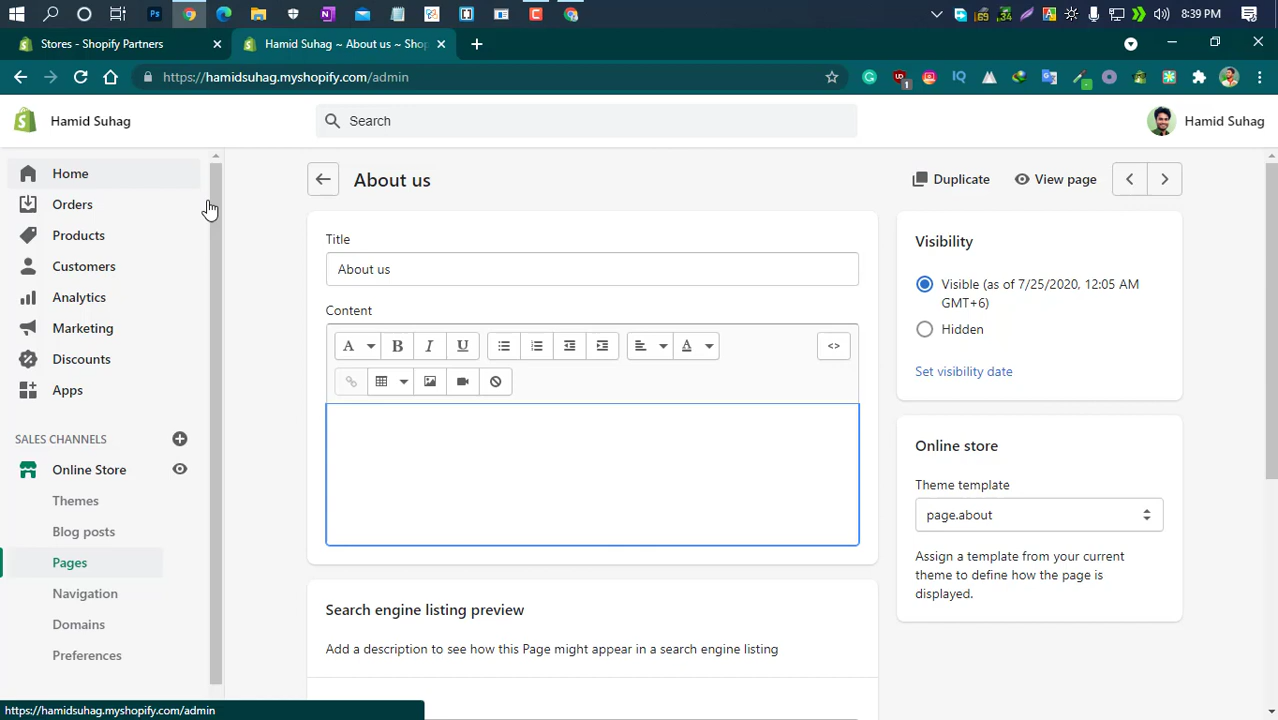 8:39 PM
69
.34
Stores - Shopify Partners
Hamid Suhag ~ About us ~ Shop
https://hamidsuhag.myshopify.com/admin
Hamid Suhag
Search
Hamid Suhag
Home
Orders
Products
Customers
Analytics
Marketing
Discounts
Apps
SALES CHANNELS
Online Store
Themes
Blog posts
Pages
Navigation
Domains
Preferences
About us
Duplicate
View page
Title
About us
Content
A
B
I
U
A
<>
Search engine listing preview
Add a description to see how this Page might appear in a search engine listing
Visibility
Visible (as of 7/25/2020, 12:05 AM
GMT+6)
Hidden
Set visibility date
Online store
Theme template
page.about
Assign a template from your current
theme to define how the page is
displayed.
https://hamidsuhag.myshopify.com/admin